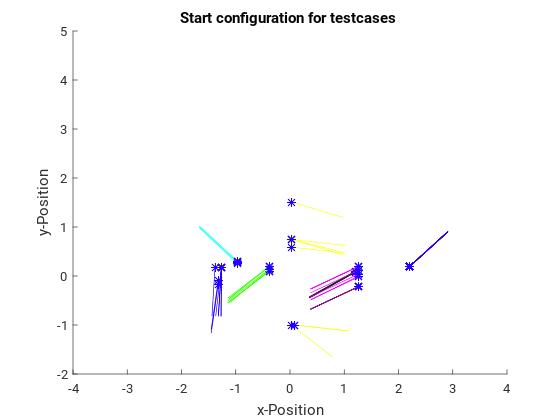 Start configuration for testcases
5
4
3
2
1
0
-1
-2
y-Position
-4 -3 -2 -1 0 1 2 3 4
x-Position